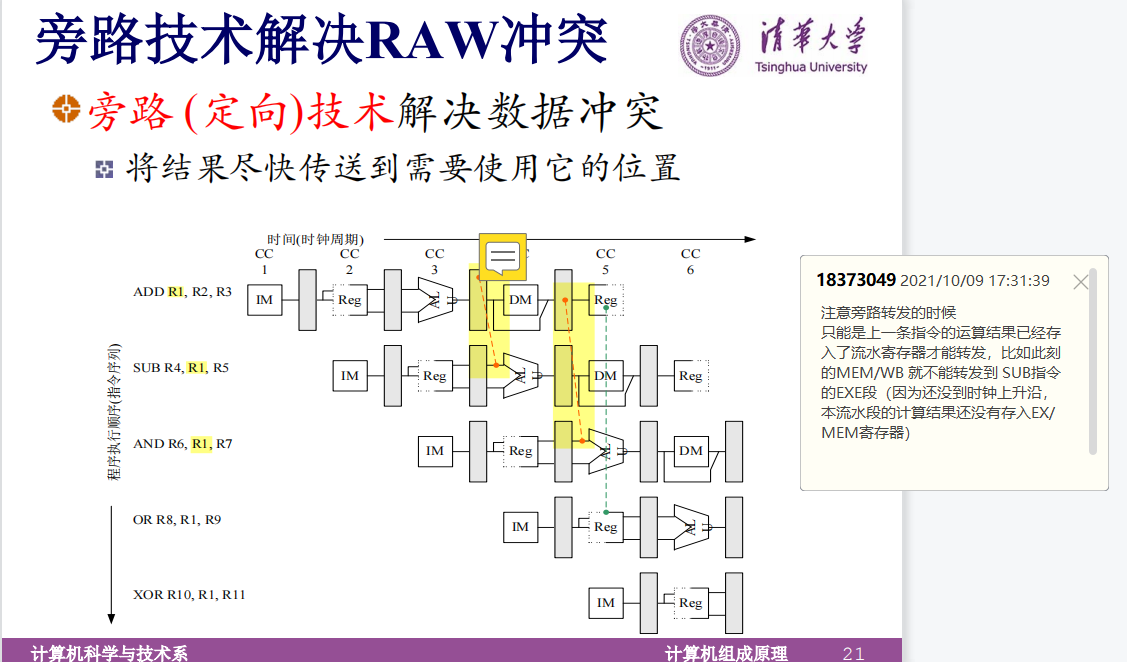 旁路技术解决RAW冲突
清华大学
Tsinghua University
旁路(定向)技术解决数据冲突
将结果尽快传送到需要使用它的位置
时间(时钟周期)
CC 1
CC 2
CC 3
CC 5
CC 6
程序执行顺序(指令序列)
ADD R1, R2, R3
IM
Reg
ALU
DM
Reg
SUB R4, R1, R5
IM
Reg
ALU
DM
Reg
AND R6, R1, R7
IM
Reg
ALU
DM
OR R8, R1, R9
IM
Reg
ALU
XOR R10, R1, R11
IM
Reg
18373049 2021/10/09 17:31:39
注意旁路转发的时候
只能是上一条指令的运算结果已经存
入了流水寄存器才能转发，比如此刻
的MEM/WB 就不能转发到 SUB指令
的EXE段（因为还没到时钟上升沿，
本流水段的计算结果还没有存入EX/
MEM寄存器)
计算机科学与技术系
计算机组成原理
21